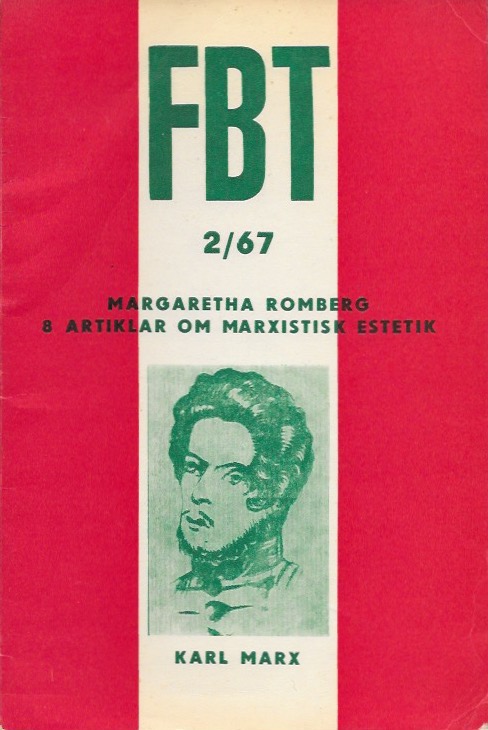 FBT
2/67
MARGARETHA ROMBERG
8 ARTIKLAR OM MARXISTISK ESTETIK
KARL MARX